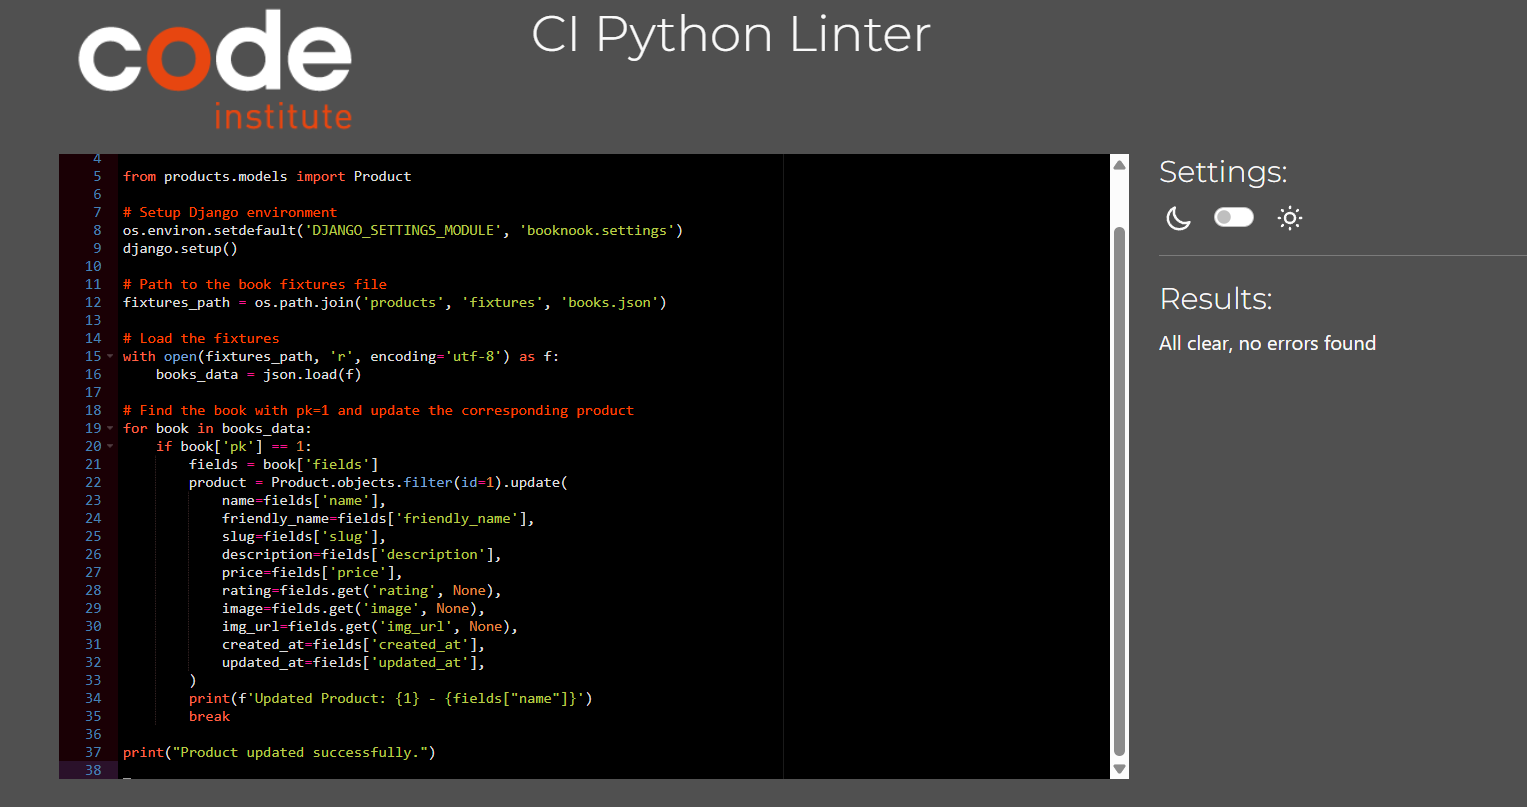 code
institute
CI Python Linter
4
5 from products.models import Product
6
7 # Setup Django environment
8 os.environ.setdefault('DJANGO_SETTINGS_MODULE', 'booknook.settings')
9 django.setup()
10
11 # Path to the book fixtures file
12 fixtures_path = os.path.join('products', 'fixtures', 'books.json')
13
14 # Load the fixtures
15 with open(fixtures_path, 'r', encoding='utf-8') as f:
16     books_data = json.load(f)
17
18 # Find the book with pk=1 and update the corresponding product
19 for book in books_data:
20     if book['pk'] == 1:
21         fields = book['fields']
22         product = Product.objects.filter(id=1).update(
23             name=fields['name'],
24             friendly_name=fields['friendly_name'],
25             slug=fields['slug'],
26             description=fields['description'],
27             price=fields['price'],
28             rating=fields.get('rating', None),
29             image=fields.get('image', None),
30             img_url=fields.get('img_url', None),
31             created_at=fields['created_at'],
32             updated_at=fields['updated_at'],
33         )
34         print(f'Updated Product: {1} - {fields["name"]}')
35         break
36
37 print("Product updated successfully.")
38
Settings:
Results:
All clear, no errors found